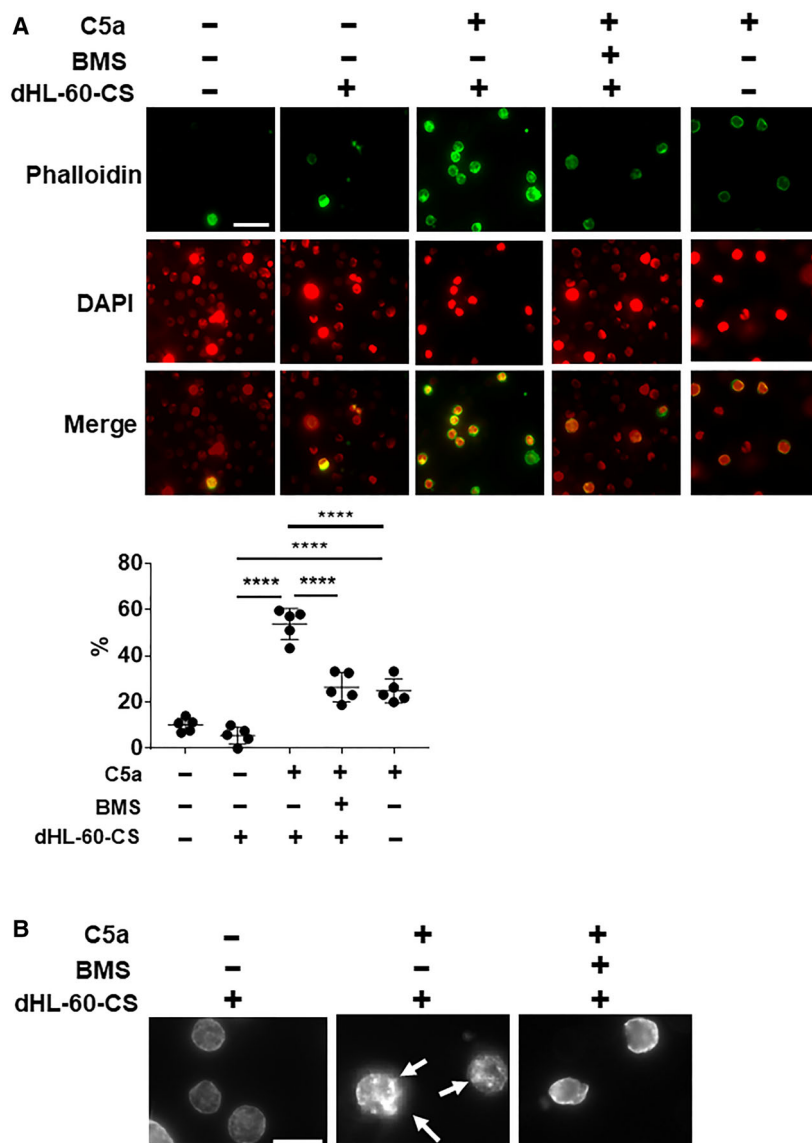 A
C5a – – + + +
BMS – – – + –
dHL-60-CS – + + + –
Phalloidin
DAPI
Merge
****
****
**** ****
80
60
40
20
0
%
C5a – – + + +
BMS – – – + –
dHL-60-CS – + + + –
B
C5a – + +
BMS – – +
dHL-60-CS + + +